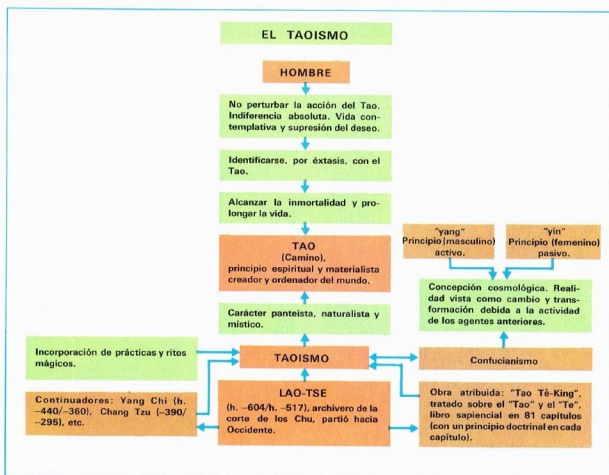 EL TAOISMO
HOMBRE
No perturbar la acción del Tao.
Indiferencia absoluta. Vida con-
templativa y supresión del deseo.
Identificarse, por éxtasis, con el
Tao.
Alcanzar la inmortalidad y pro-
longar la vida.
TAO
(Camino),
principio espiritual y materialista
creador y ordenador del mundo.
"yang"
Principio (masculino)
activo.
"yin"
Principio (femenino)
pasivo.
Concepción cosmológica. Reali-
dad vista como cambio y trans-
formación debida a la actividad
de los agentes anteriores.
Carácter panteísta, naturalista y
místico.
Incorporación de prácticas y ritos
mágicos.
TAOISMO
Confucianismo
Continuadores: Yang Chi (h.
−440/−360), Chang Tzu (−390/
−295), etc.
LAO-TSE
(h. −604/h. −517), archivero de la
corte de los Chu, partió hacia
Occidente.
Obra atribuida: "Tao Tê-King",
tratado sobre el "Tao" y el "Te",
libro sapiencial en 81 capítulos
(con un principio doctrinal en cada
capítulo).